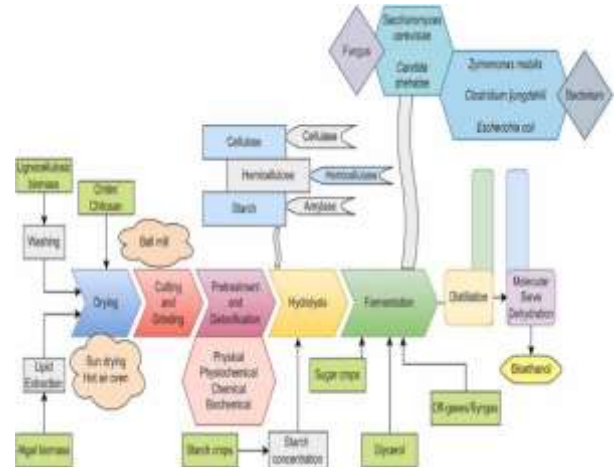 Fungus
Saccharomyces
cerevisiae
Candida
shehatae
Zymomonas mobilis
Clostridium ljungdahlii
Escherichia coli
Bacterium
Cellulose
Cellulase
Hemicellulose
Hemicellulase
Starch
Amylase
Lignocellulosic
biomass
Washing
Chitosan
Ball mill
Drying
Cutting
and
Grinding
Pretreatment
and
Detoxification
Hydrolysis
Fermentation
Distillation
Molecular
Sieve
Dehydration
Sun drying
Hot air oven
Lipid
Extraction
Physical
Physiochemical
Chemical
Biochemical
Sugar crops
Bioethanol
Off-gases/Syngas
Algal biomass
Starch crops
Starch
concentration
Glycerol